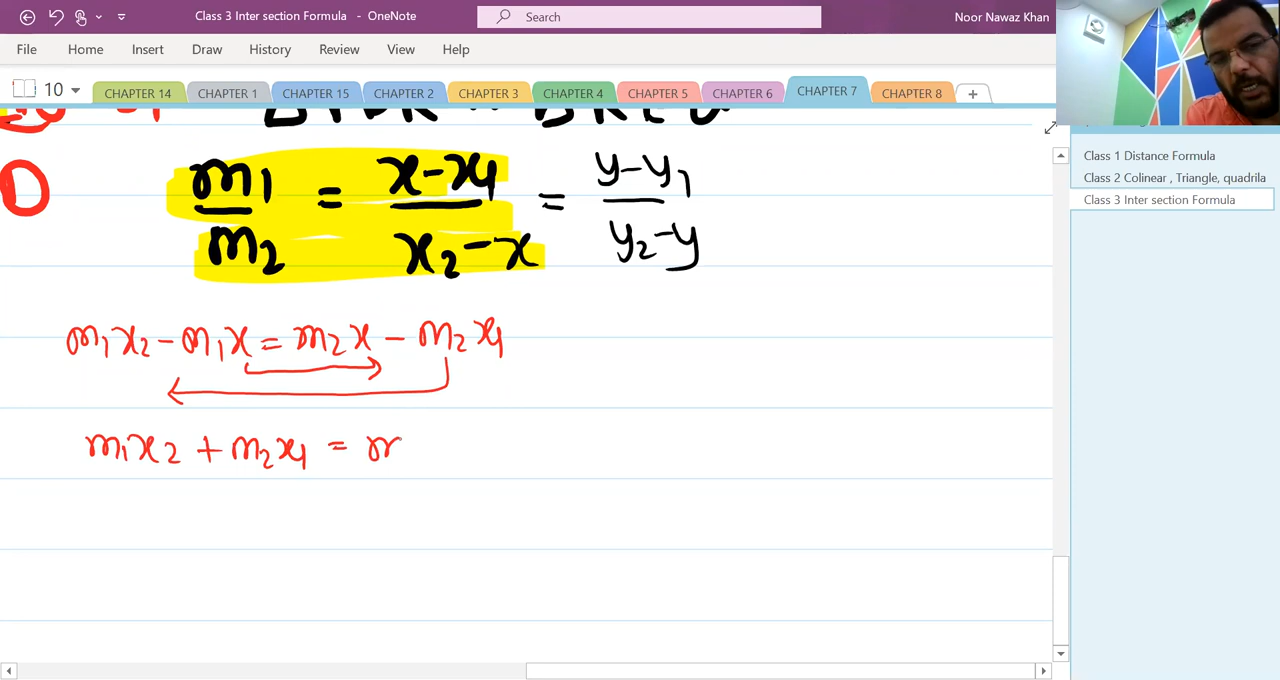 Class 3 Inter section Formula - OneNote
Search
Noor Nawaz Khan
File Home Insert Draw History Review View Help
10 CHAPTER 14 CHAPTER 1 CHAPTER 15 CHAPTER 2 CHAPTER 3 CHAPTER 4 CHAPTER 5 CHAPTER 6 CHAPTER 7 CHAPTER 8 +
Class 1 Distance Formula
Class 2 Colinear , Triangle, quadrila
Class 3 Inter section Formula
m₁/m₂ = x-x₁/x₂-x = y-y₁/y₂-y
m₁x₂ - m₁x = m₂x - m₂x₁
m₁x₂ + m₂x₁ = m